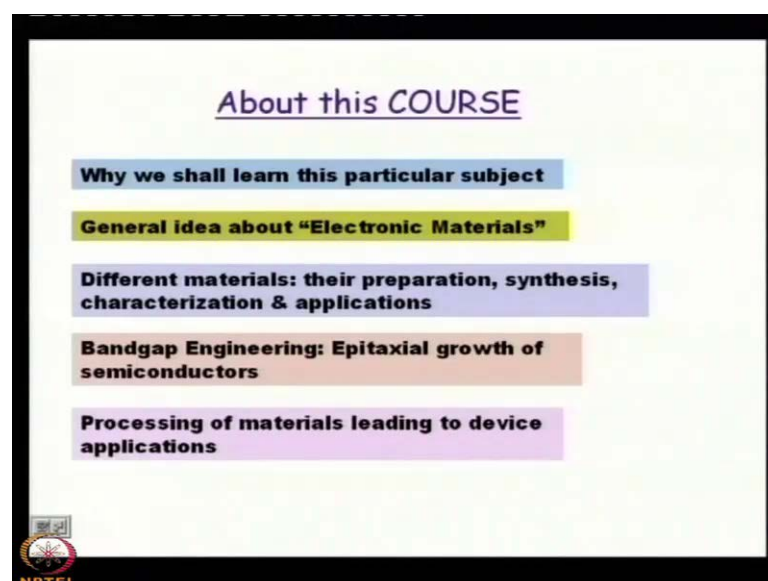 About this COURSE
Why we shall learn this particular subject
General idea about “Electronic Materials”
Different materials: their preparation, synthesis,
characterization & applications
Bandgap Engineering: Epitaxial growth of
semiconductors
Processing of materials leading to device
applications
NPTEL